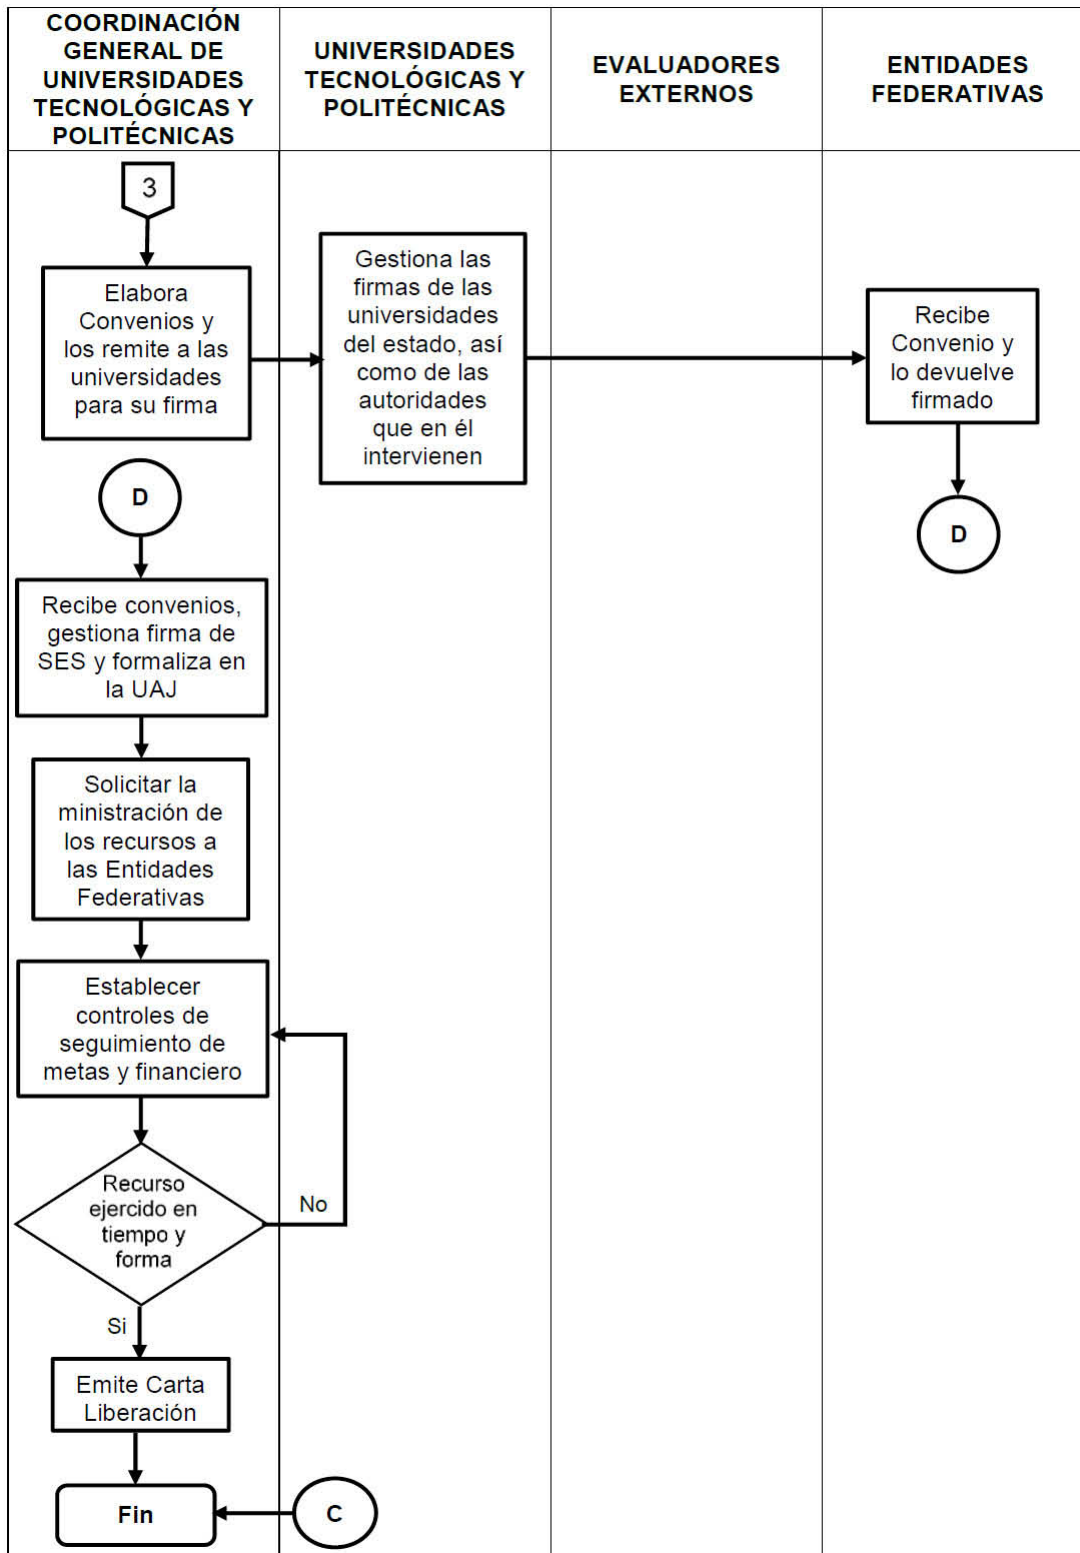 COORDINACIÓN
GENERAL DE
UNIVERSIDADES
TECNOLÓGICAS Y
POLITÉCNICAS
UNIVERSIDADES
TECNOLÓGICAS Y
POLITÉCNICAS
EVALUADORES
EXTERNOS
ENTIDADES
FEDERATIVAS
3
Elabora
Convenios y
los remite a las
universidades
para su firma
Gestiona las
firmas de las
universidades
del estado, así
como de las
autoridades
que en él
intervienen
Recibe
Convenio y
lo devuelve
firmado
D
D
Recibe convenios,
gestiona firma de
SES y formaliza en
la UAJ
Solicitar la
ministración de
los recursos a
las Entidades
Federativas
Establecer
controles de
seguimiento de
metas y financiero
Recurso
ejercido en
tiempo y
forma
No
Si
Emite Carta
Liberación
Fin
C